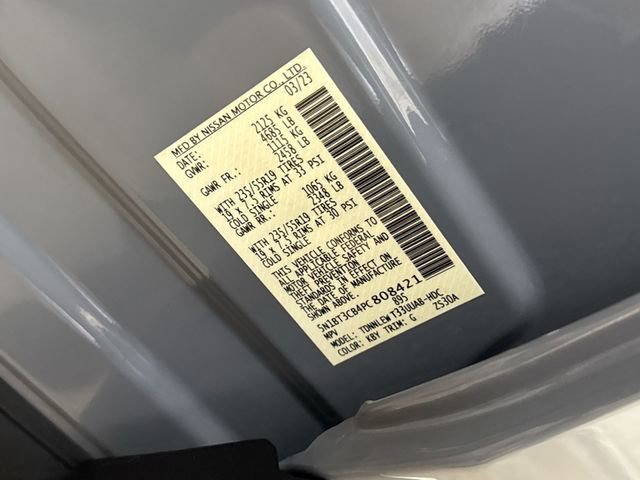 MFD BY NISSAN MOTOR CO., LTD.
DATE: 03/23
GVWR: 2125 KG
4685 LB
GAWR FR.: 1115 KG
2458 LB
WITH 235/55R19 TIRES
19 X 7.5 RIMS AT 33 PSI
COLD SINGLE
GAWR RR.: 1065 KG
2348 LB
WITH 235/55R19 TIRES
19 X 7.5 RIMS AT 30 PSI
COLD SINGLE
THIS VEHICLE CONFORMS TO
ALL APPLICABLE FEDERAL
MOTOR VEHICLE SAFETY AND
THEFT PREVENTION
IN EFFECT ON THE DATE OF MANUFACTURE
SHOWN ABOVE.
5N1BT3CB4PC808421
MPV 895
MODEL: TDNNLEW T33UUAB-HDC
COLOR: KBY TRIM: G Z530A